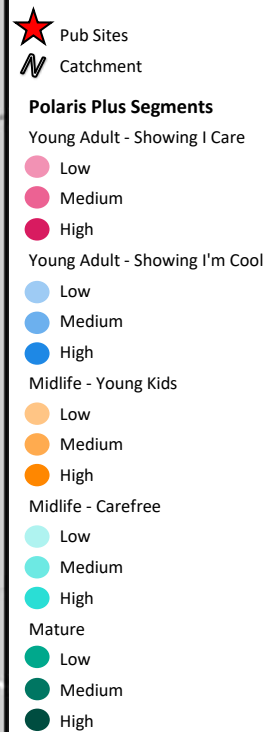 Pub Sites
Catchment
Polaris Plus Segments
Young Adult - Showing I Care
Low
Medium
High
Young Adult - Showing I'm Cool
Low
Medium
High
Midlife - Young Kids
Low
Medium
High
Midlife - Carefree
Low
Medium
High
Mature
Low
Medium
High